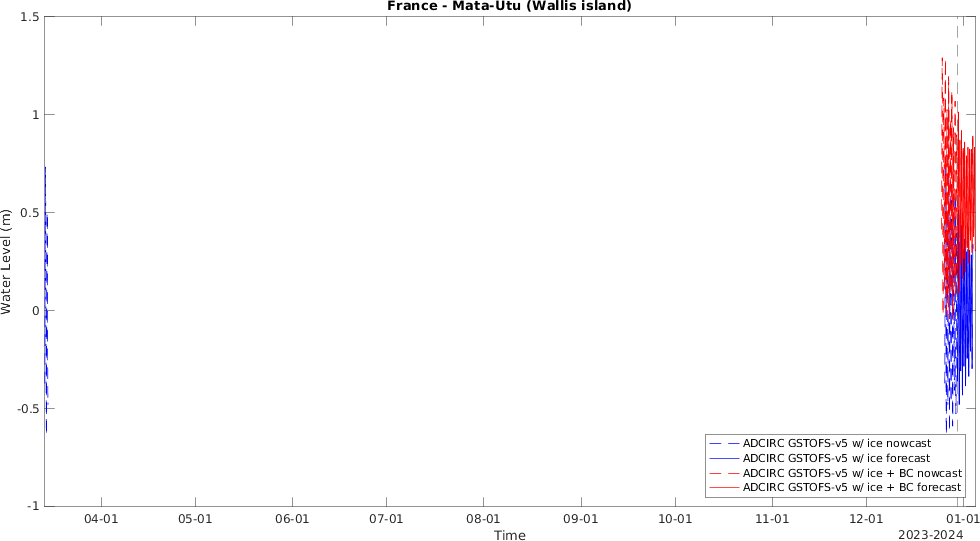 France - Mata-Utu (Wallis island)
1.5
1
0.5
0
-0.5
-1
Water Level (m)
ADCIRC GSTOFS-v5 w/ ice nowcast
ADCIRC GSTOFS-v5 w/ ice forecast
ADCIRC GSTOFS-v5 w/ ice + BC nowcast
ADCIRC GSTOFS-v5 w/ ice + BC forecast
04-01 05-01 06-01 07-01 08-01 09-01 10-01 11-01 12-01 01-01
Time
2023-2024